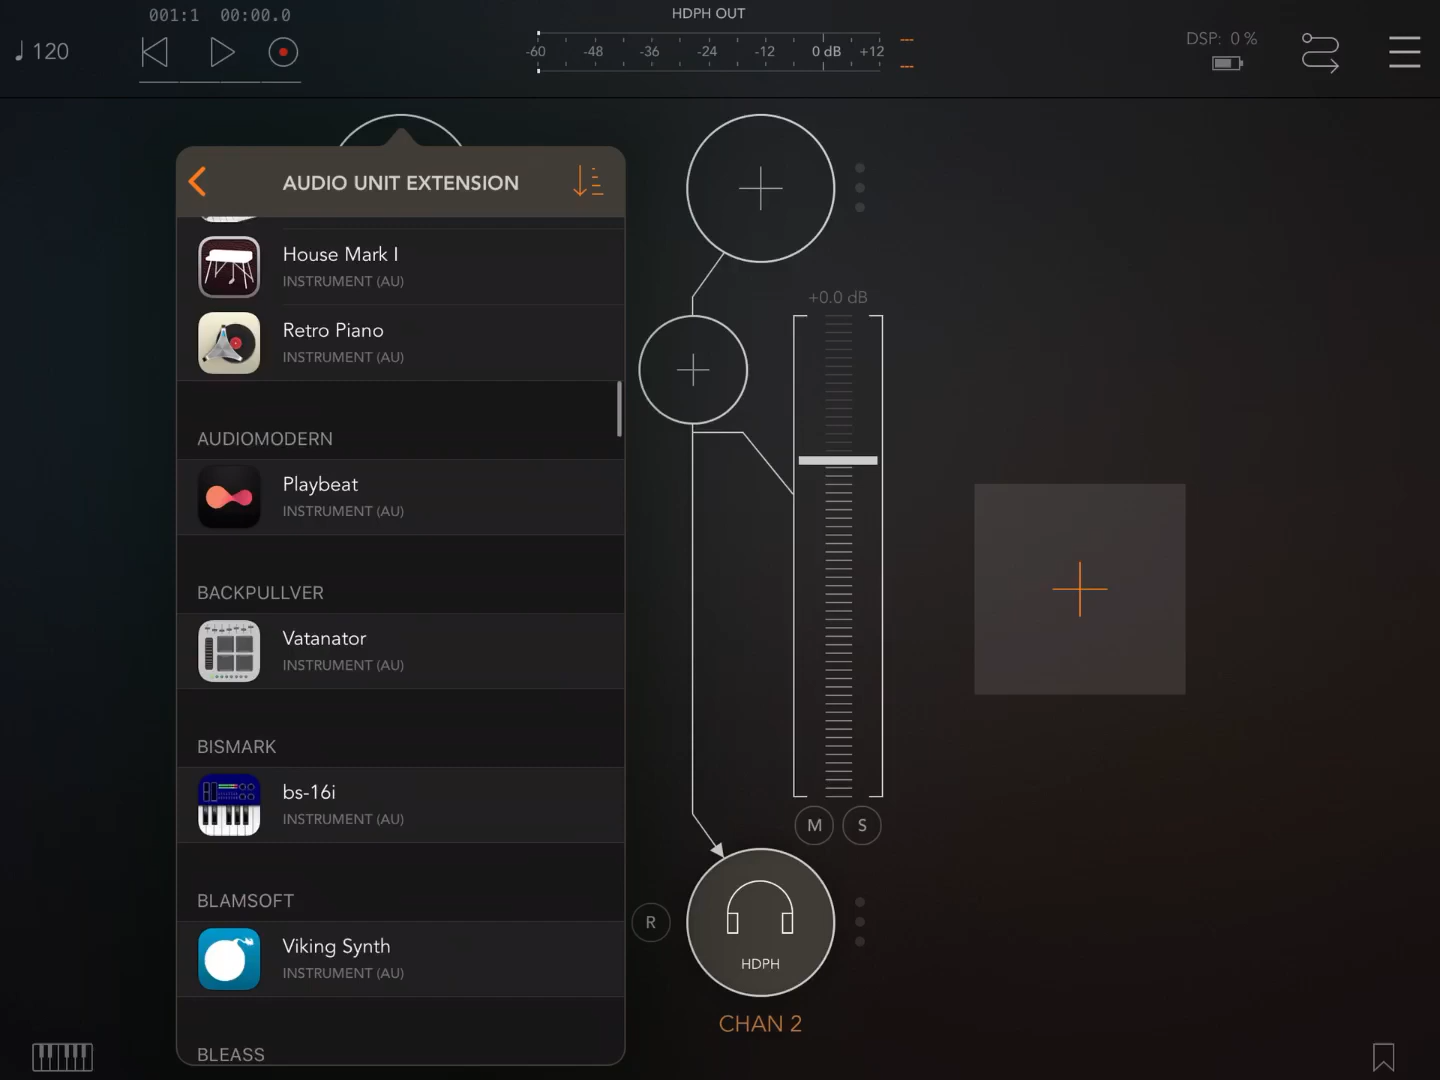 001:1 00:00.0
HDPH OUT
120
-60 -48 -36 -24 -12 0 dB +12
DSP: 0 %
AUDIO UNIT EXTENSION
House Mark I
INSTRUMENT (AU)
Retro Piano
INSTRUMENT (AU)
AUDIOMODERN
Playbeat
INSTRUMENT (AU)
BACKPULLVER
Vatanator
INSTRUMENT (AU)
BISMARK
bs-16i
INSTRUMENT (AU)
BLAMSOFT
Viking Synth
INSTRUMENT (AU)
BLEASS
+0.0 dB
M S
R
HDPH
CHAN 2